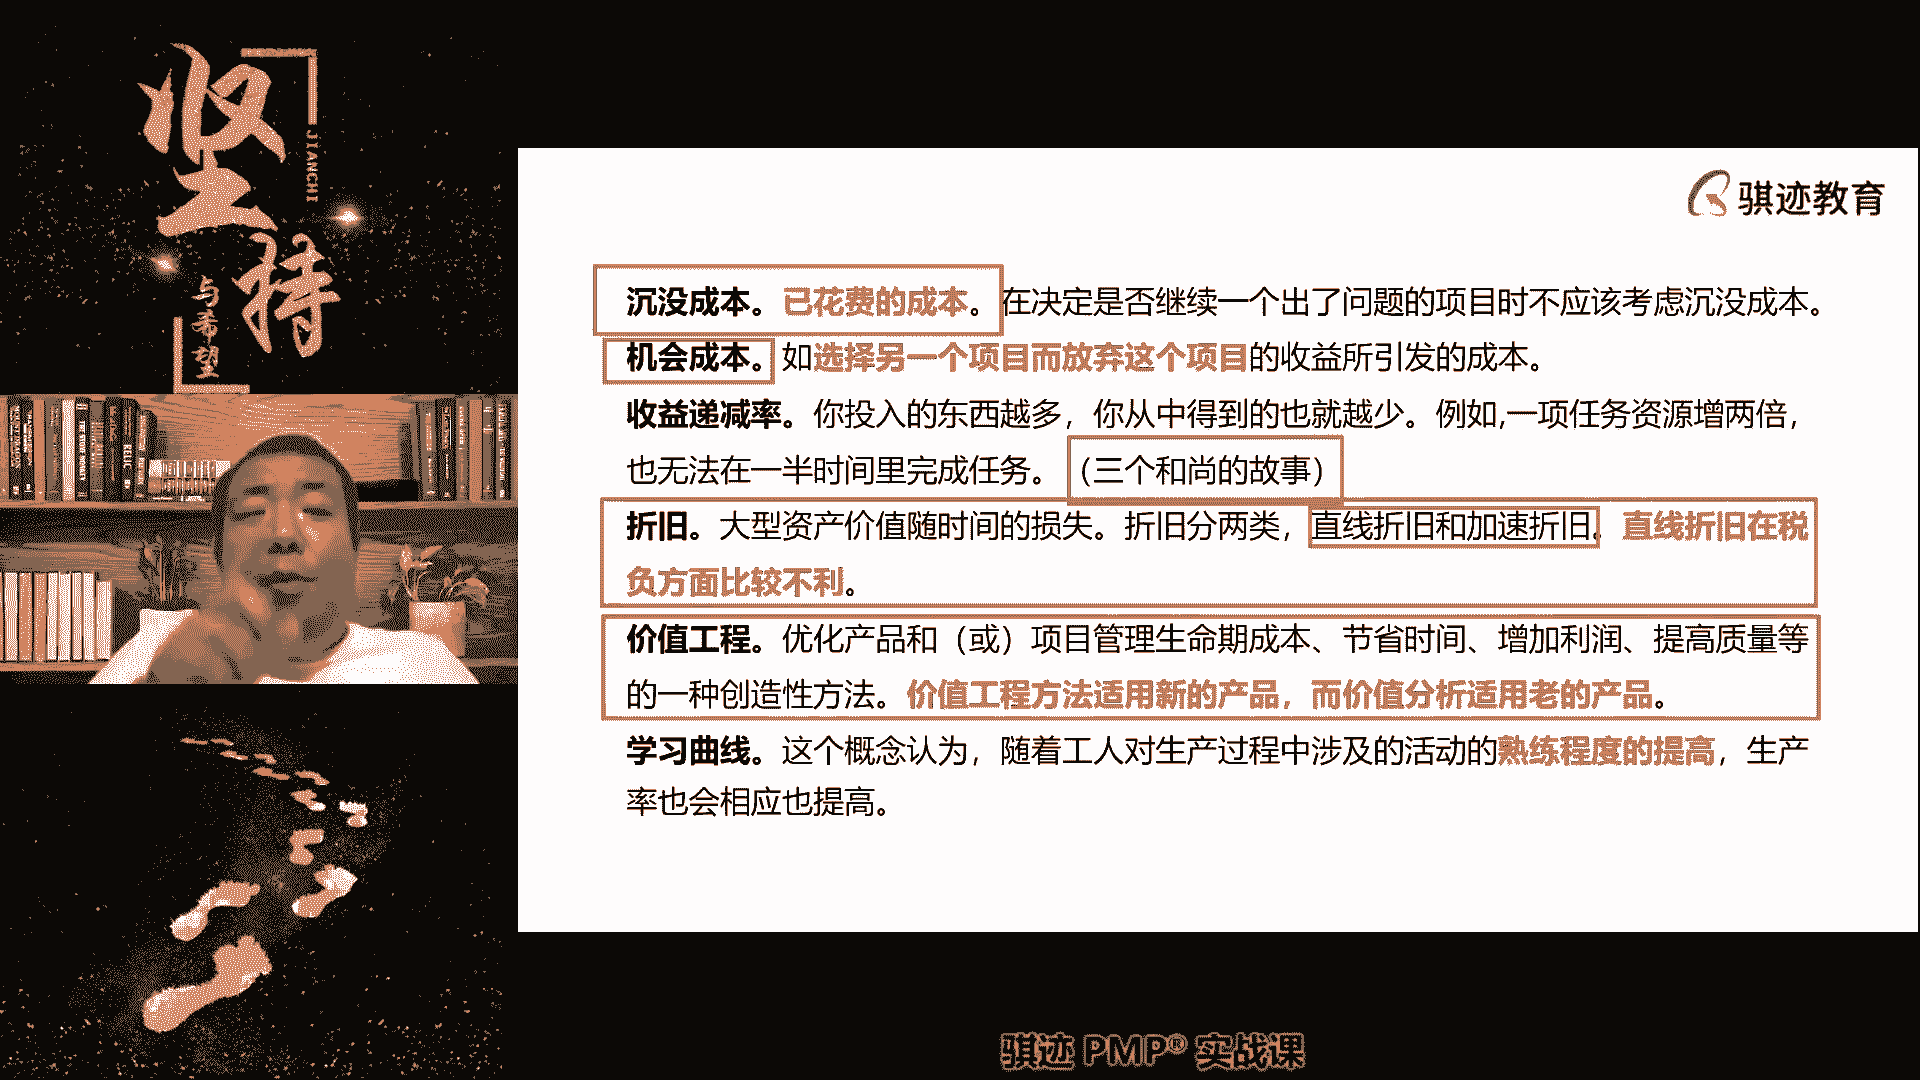 坚持
JIANCHI
与希望
骐迹教育
沉没成本。已花费的成本。在决定是否继续一个出了问题的项目时不应该考虑沉没成本。
机会成本。如选择另一个项目而放弃这个项目的收益所引发的成本。
收益递减率。你投入的东西越多，你从中得到的也就越少。例如,一项任务资源增两倍，
也无法在一半时间里完成任务。（三个和尚的故事）
折旧。大型资产价值随时间的损失。折旧分两类，直线折旧和加速折旧。直线折旧在税
负方面比较不利。
价值工程。优化产品和（或）项目管理生命期成本、节省时间、增加利润、提高质量等
的一种创造性方法。价值工程方法适用新的产品，而价值分析适用老的产品。
学习曲线。这个概念认为，随着工人对生产过程中涉及的活动的熟练程度的提高，生产
率也会相应也提高。
骐迹 PMP® 实战课